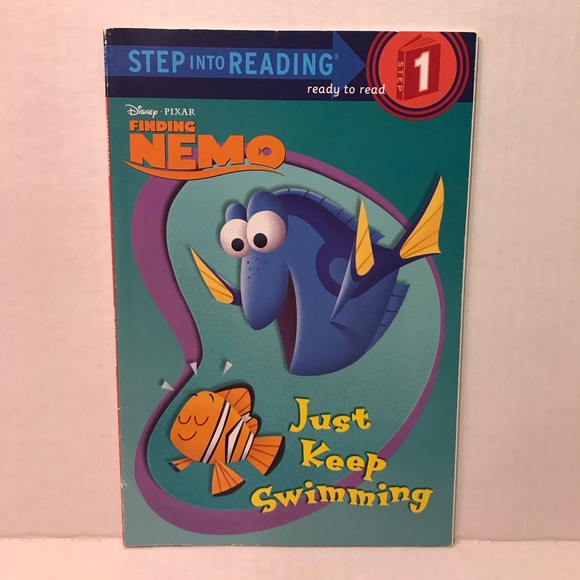 STEP INTO READING®
ready to read
STEP 1
Disney • PIXAR
FINDING
NEMO
Just
Keep
Swimming